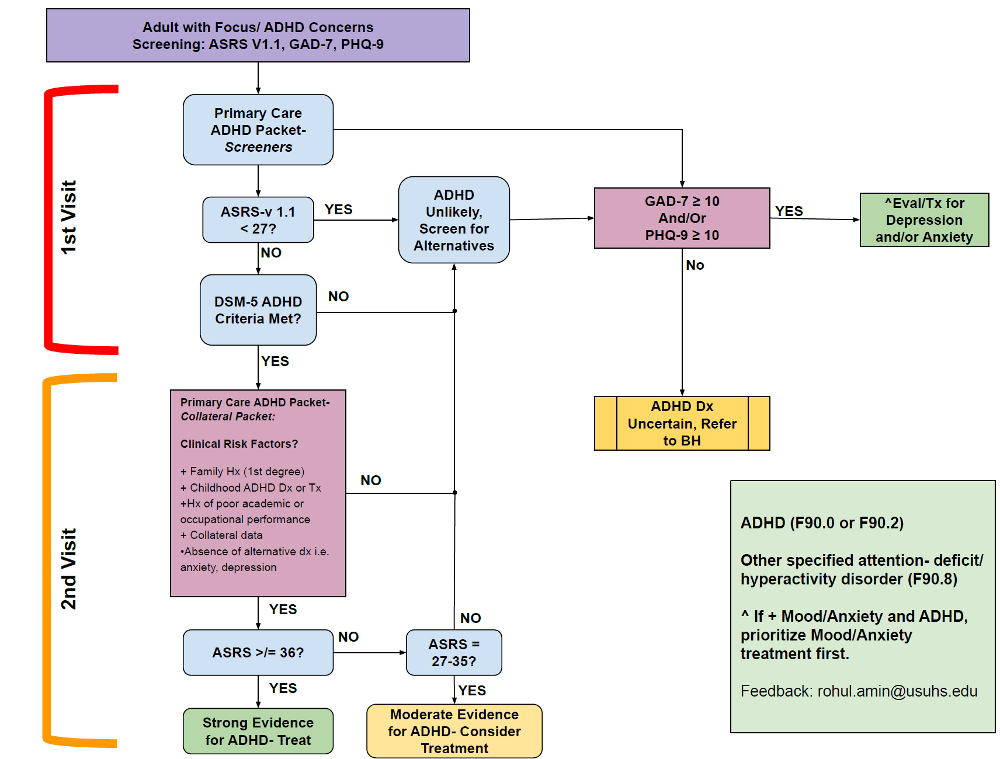 Adult with Focus/ ADHD Concerns
Screening: ASRS V1.1, GAD-7, PHQ-9
1st Visit
Primary Care
ADHD Packet-
Screeners
ASRS-v 1.1
< 27?
YES
NO
ADHD
Unlikely,
Screen for
Alternatives
GAD-7 ≥ 10
And/Or
PHQ-9 ≥ 10
YES
No
^Eval/Tx for
Depression
and/or Anxiety
DSM-5 ADHD
Criteria Met?
NO
YES
2nd Visit
Primary Care ADHD Packet-
Collateral Packet:
Clinical Risk Factors?
+ Family Hx (1st degree)
+ Childhood ADHD Dx or Tx
+Hx of poor academic or
occupational performance
+ Collateral data
•Absence of alternative dx i.e.
anxiety, depression
NO
YES
ADHD Dx
Uncertain, Refer
to BH
ASRS >/= 36?
NO
YES
ASRS =
27-35?
NO
YES
Strong Evidence
for ADHD- Treat
Moderate Evidence
for ADHD- Consider
Treatment
ADHD (F90.0 or F90.2)
Other specified attention- deficit/
hyperactivity disorder (F90.8)
^ If + Mood/Anxiety and ADHD,
prioritize Mood/Anxiety
treatment first.
Feedback: rohul.amin@usuhs.edu